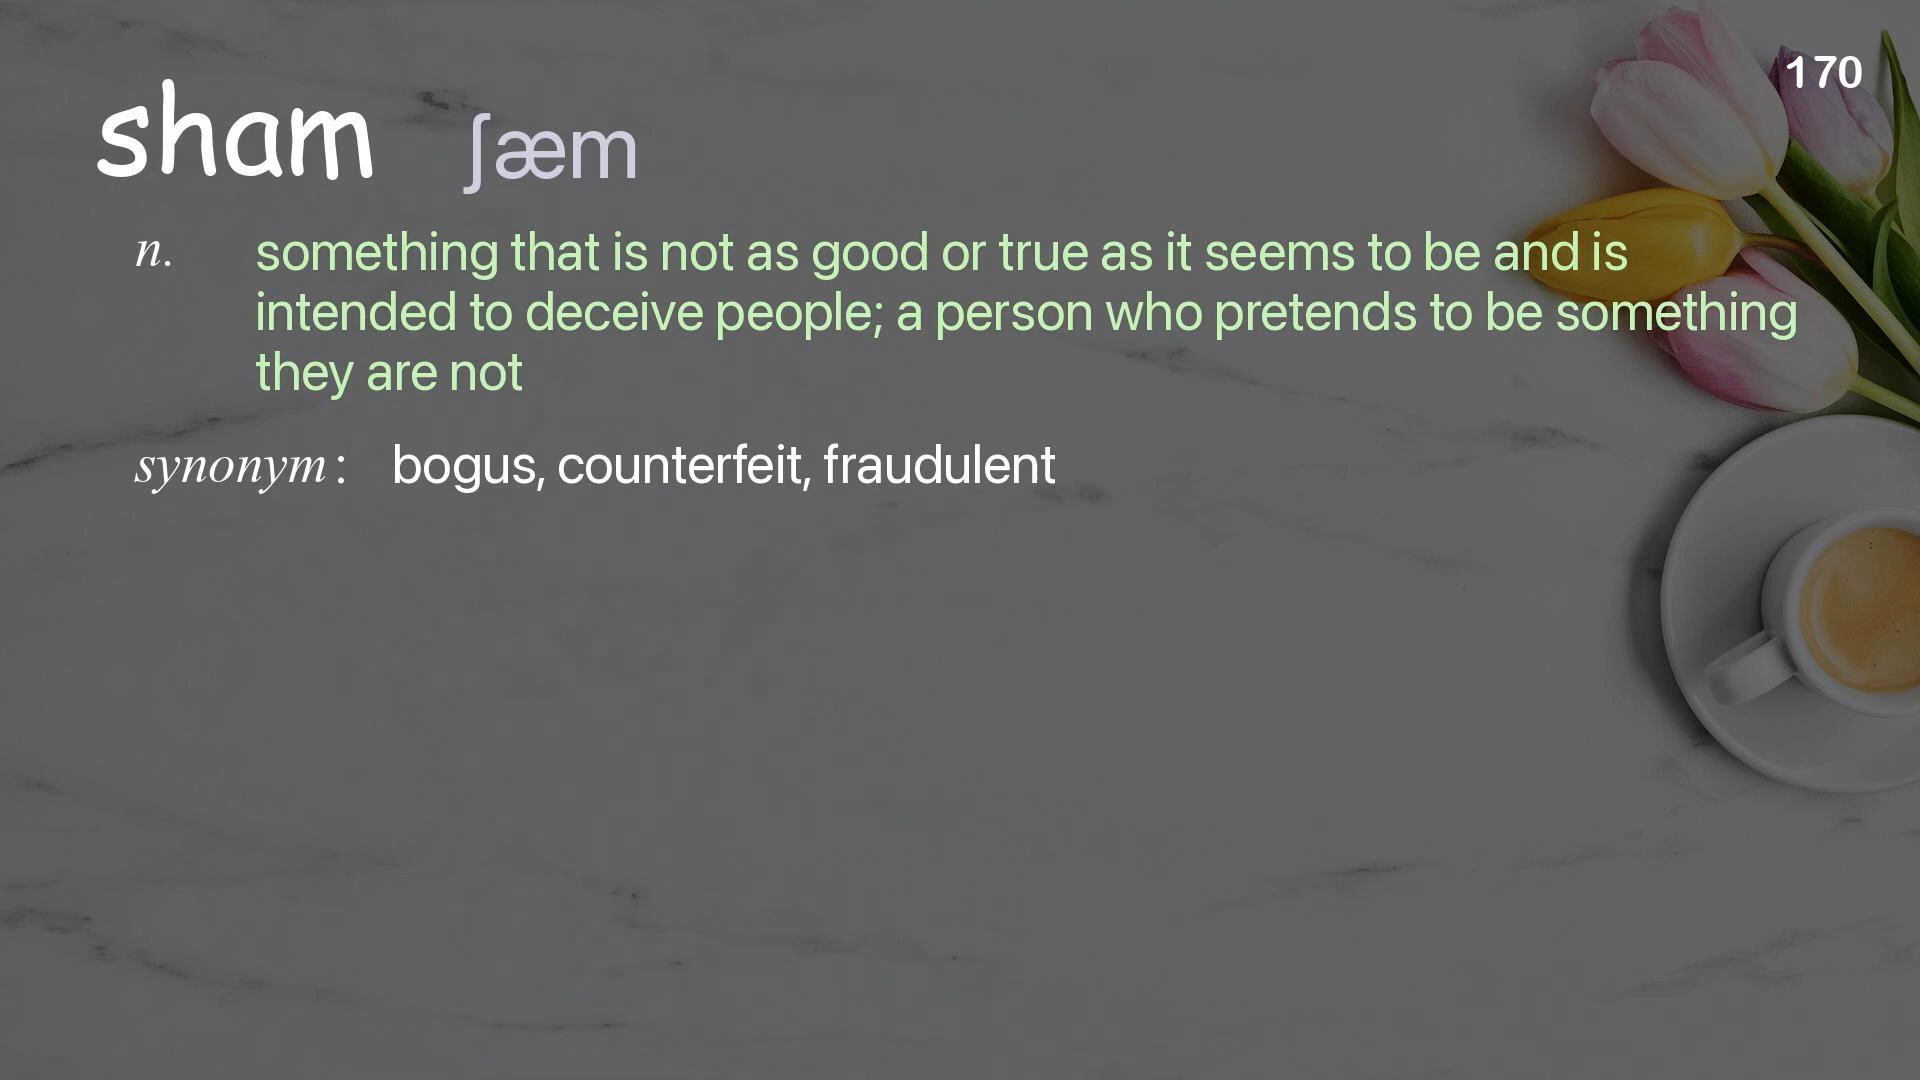 170
sham ʃæm
n. something that is not as good or true as it seems to be and is
intended to deceive people; a person who pretends to be something
they are not
synonym : bogus, counterfeit, fraudulent